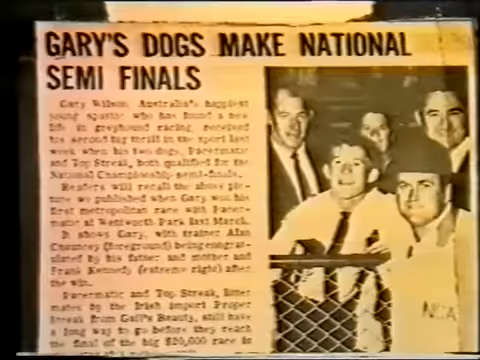 GARY'S DOGS MAKE NATIONAL
SEMI FINALS
Gary Wilson, Australia's happiest
young spastic who has found a new
life in greyhound racing, received
his second big thrill in the sport last
week when his two dogs, Pacermatic
and Top Streak, both qualified for the
National Championship semi-finals.
Readers will recall the above pic-
ture we published when Gary won his
first metropolitan race with Pacer-
matic at Wentworth Park last March.
It shows Gary, with trainer Alan
Chauncey (foreground) being congrat-
ulated by his father and mother and
Frank Kennedy (extreme right) after
the win.
Pacermatic and Top Streak, litter
mates by the Irish import Proper
Streak from Gail's Beauty, still have
a long way to go before they reach
the final of the big $20,000 race in